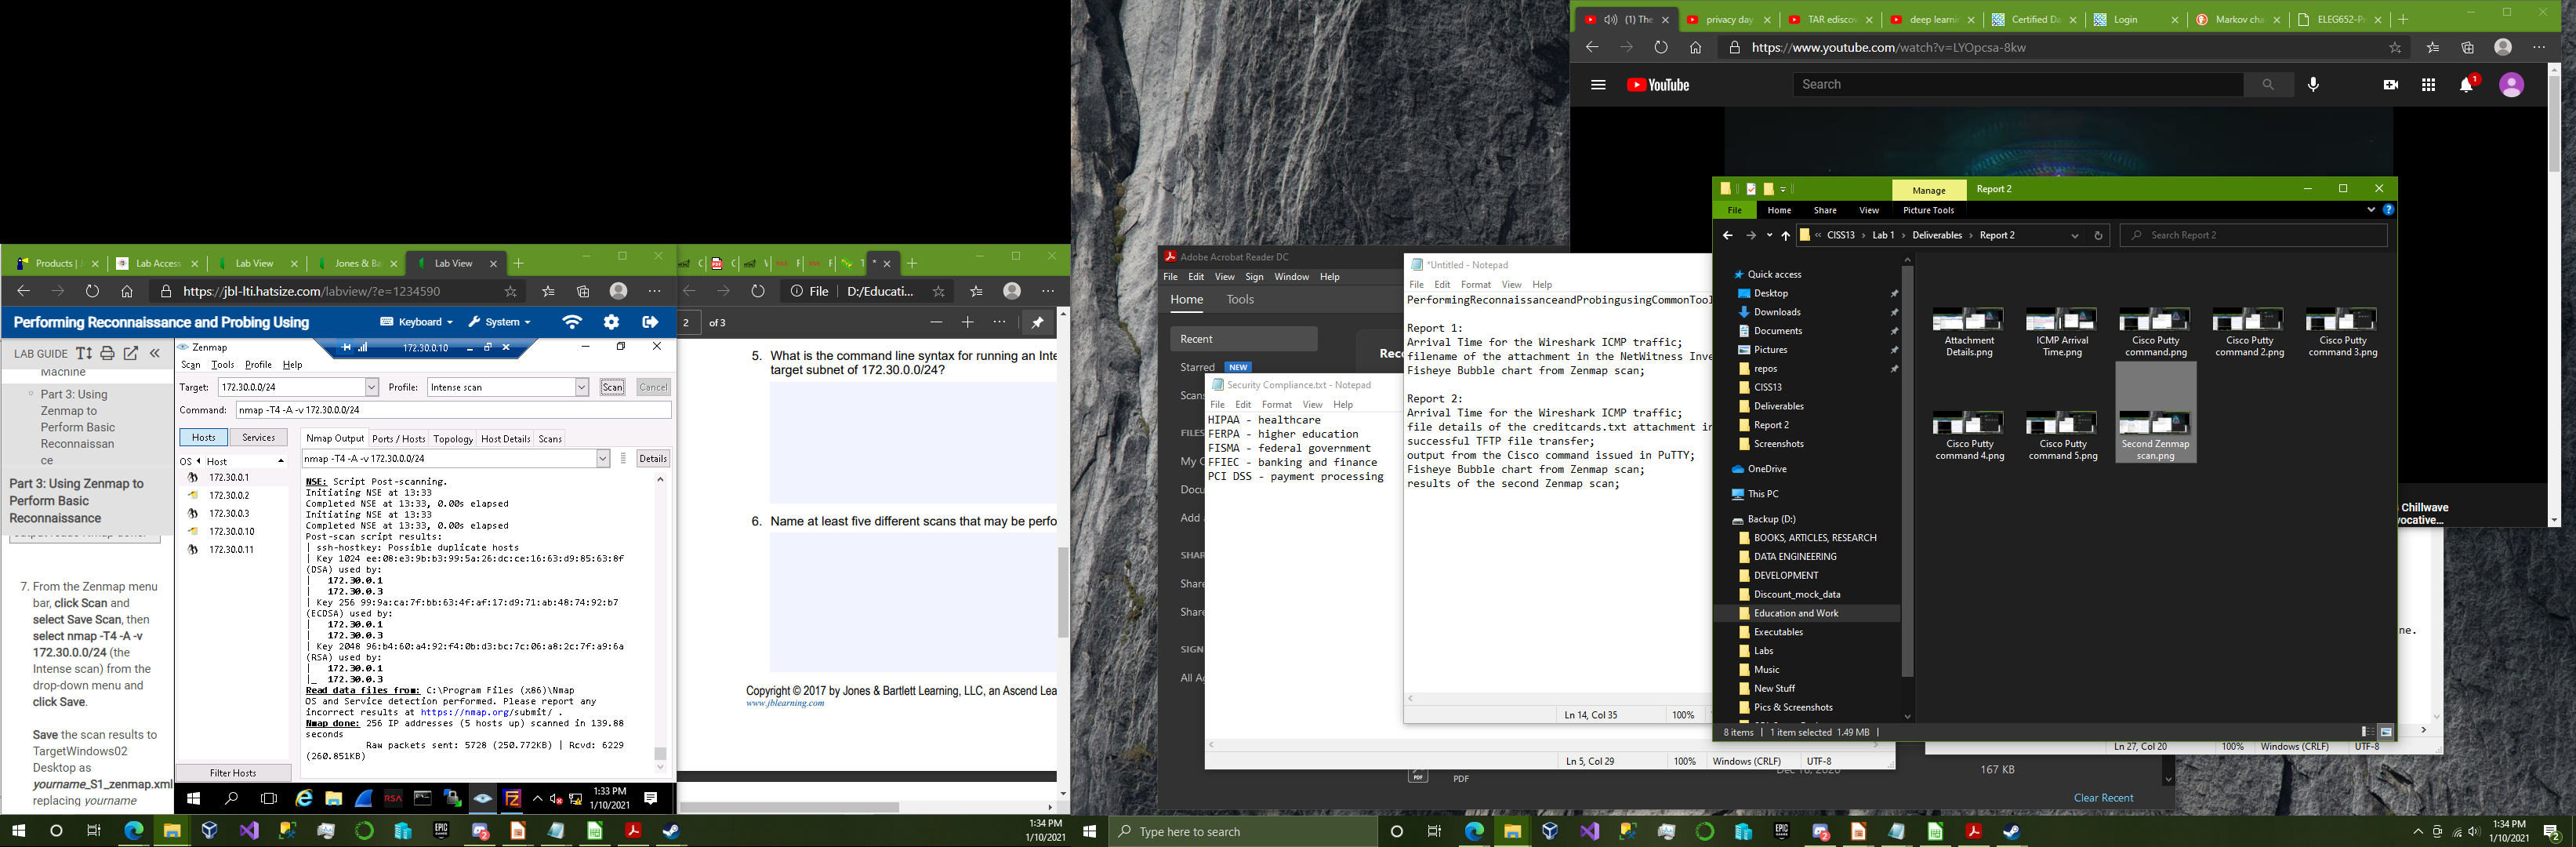 Products | J
Lab Access
Lab View
Jones & Ba
Lab View
https://jbl-lti.hatsize.com/labview/?e=1234590
Performing Reconnaissance and Probing Using
Keyboard
System
LAB GUIDE
Machine
Part 3: Using
Zenmap to
Perform Basic
Reconnaissan
ce
Part 3: Using Zenmap to
Perform Basic
Reconnaissance
7. From the Zenmap menu
bar, click Scan and
select Save Scan, then
select nmap -T4 -A -v
172.30.0.0/24 (the
Intense scan) from the
drop-down menu and
click Save.
Save the scan results to
TargetWindows02
Desktop as
yourname_S1_zenmap.xml
replacing yourname
Zenmap
172.30.0.10
Scan Tools Profile Help
Target: 172.30.0.0/24 Profile: Intense scan Scan Cancel
Command: nmap -T4 -A -v 172.30.0.0/24
Hosts Services
Nmap Output Ports / Hosts Topology Host Details Scans
OS Host
nmap -T4 -A -v 172.30.0.0/24 Details
172.30.0.1
172.30.0.2
172.30.0.3
172.30.0.10
172.30.0.11
Filter Hosts
NSE: Script Post-scanning.
Initiating NSE at 13:33
Completed NSE at 13:33, 0.00s elapsed
Initiating NSE at 13:33
Completed NSE at 13:33, 0.00s elapsed
Post-scan script results:
| ssh-hostkey: Possible duplicate hosts
| Key 1024 ee:08:e3:9b:b3:99:5a:26:dc:ce:16:63:d9:85:63:8f
(DSA) used by:
| 172.30.0.1
| 172.30.0.3
| Key 256 99:9a:ca:7f:bb:63:4f:af:17:d9:71:ab:48:74:92:b7
(ECDSA) used by:
| 172.30.0.1
| 172.30.0.3
| Key 2048 96:b4:60:a4:92:f4:0b:d3:bc:7c:06:a8:2c:7f:a9:6a
(RSA) used by:
| 172.30.0.1
|_ 172.30.0.3
Read data files from: C:\Program Files (x86)\Nmap
OS and Service detection performed. Please report any
incorrect results at https://nmap.org/submit/ .
Nmap done: 256 IP addresses (5 hosts up) scanned in 139.88
seconds
Raw packets sent: 5728 (250.772KB) | Rcvd: 6229
(260.851KB)
RSA
1:33 PM
1/10/2021
File D:/Educati...
2 of 3
5. What is the command line syntax for running an Inte
target subnet of 172.30.0.0/24?
6. Name at least five different scans that may be perfo
Copyright © 2017 by Jones & Bartlett Learning, LLC, an Ascend Lea
www.jblearning.com
EPIC
1:34 PM
1/10/2021
Adobe Acrobat Reader DC
File Edit View Sign Window Help
Home Tools
Recent
Starred NEW
Scans
FILES
My C
Docu
Add a
SHAR
Share
Share
SIGN
All Ag
Reco
PDF
Dec 10, 2020
167 KB
Clear Recent
Security Compliance.txt - Notepad
File Edit Format View Help
HIPAA - healthcare
FERPA - higher education
FISMA - federal government
FFIEC - banking and finance
PCI DSS - payment processing
Ln 5, Col 29 100% Windows (CRLF) UTF-8
*Untitled - Notepad
File Edit Format View Help
PerformingReconnaissanceandProbingusingCommonTool
Report 1:
Arrival Time for the Wireshark ICMP traffic;
filename of the attachment in the NetWitness Inve
Fisheye Bubble chart from Zenmap scan;
Report 2:
Arrival Time for the Wireshark ICMP traffic;
file details of the creditcards.txt attachment in
successful TFTP file transfer;
output from the Cisco command issued in PuTTY;
Fisheye Bubble chart from Zenmap scan;
results of the second Zenmap scan;
Ln 14, Col 35 100%
(1) The
privacy day
TAR edisco
deep learni
Certified Da
Login
Markov cha
ELEG652-P
https://www.youtube.com/watch?v=LYOpcsa-8kw
YouTube
Search
1
Chillwave
vocative...
ne.
Ln 27, Col 20 100% Windows (CRLF) UTF-8
Manage Report 2
File Home Share View Picture Tools
« CISS13 › Lab 1 › Deliverables › Report 2
Search Report 2
Quick access
Desktop
Downloads
Documents
Pictures
repos
CISS13
Deliverables
Report 2
Screenshots
OneDrive
This PC
Backup (D:)
BOOKS, ARTICLES, RESEARCH
DATA ENGINEERING
DEVELOPMENT
Discount_mock_data
Education and Work
Executables
Labs
Music
New Stuff
Pics & Screenshots
Attachment
Details.png
ICMP Arrival
Time.png
Cisco Putty
command.png
Cisco Putty
command 2.png
Cisco Putty
command 3.png
Cisco Putty
command 4.png
Cisco Putty
command 5.png
Second Zenmap
scan.png
8 items 1 item selected 1.49 MB
Type here to search
EPIC
1:34 PM
1/10/2021
2